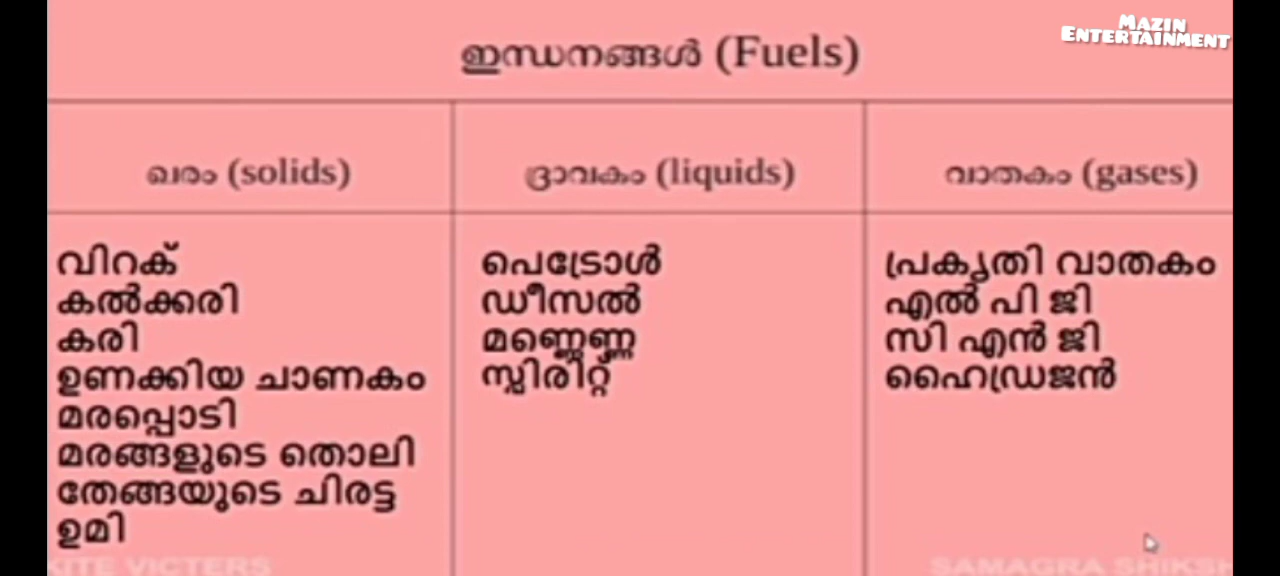 MAZIN
ENTERTAINMENT
ഇന്ധനങ്ങൾ (Fuels)
ഖരം (solids)
ദ്രാവകം (liquids)
വാതകം (gases)
വിറക്
കൽക്കരി
കരി
ഉണക്കിയ ചാണകം
മരപ്പൊടി
മരങ്ങളുടെ തൊലി
തേങ്ങയുടെ ചിരട്ട
ഉമി
പെട്രോൾ
ഡീസൽ
മണ്ണെണ്ണ
സ്പിരിറ്റ്
പ്രകൃതി വാതകം
എൽ പി ജി
സി എൻ ജി
ഹൈഡ്രജൻ
KITE VICTERS
SAMAGRA SHIKSH